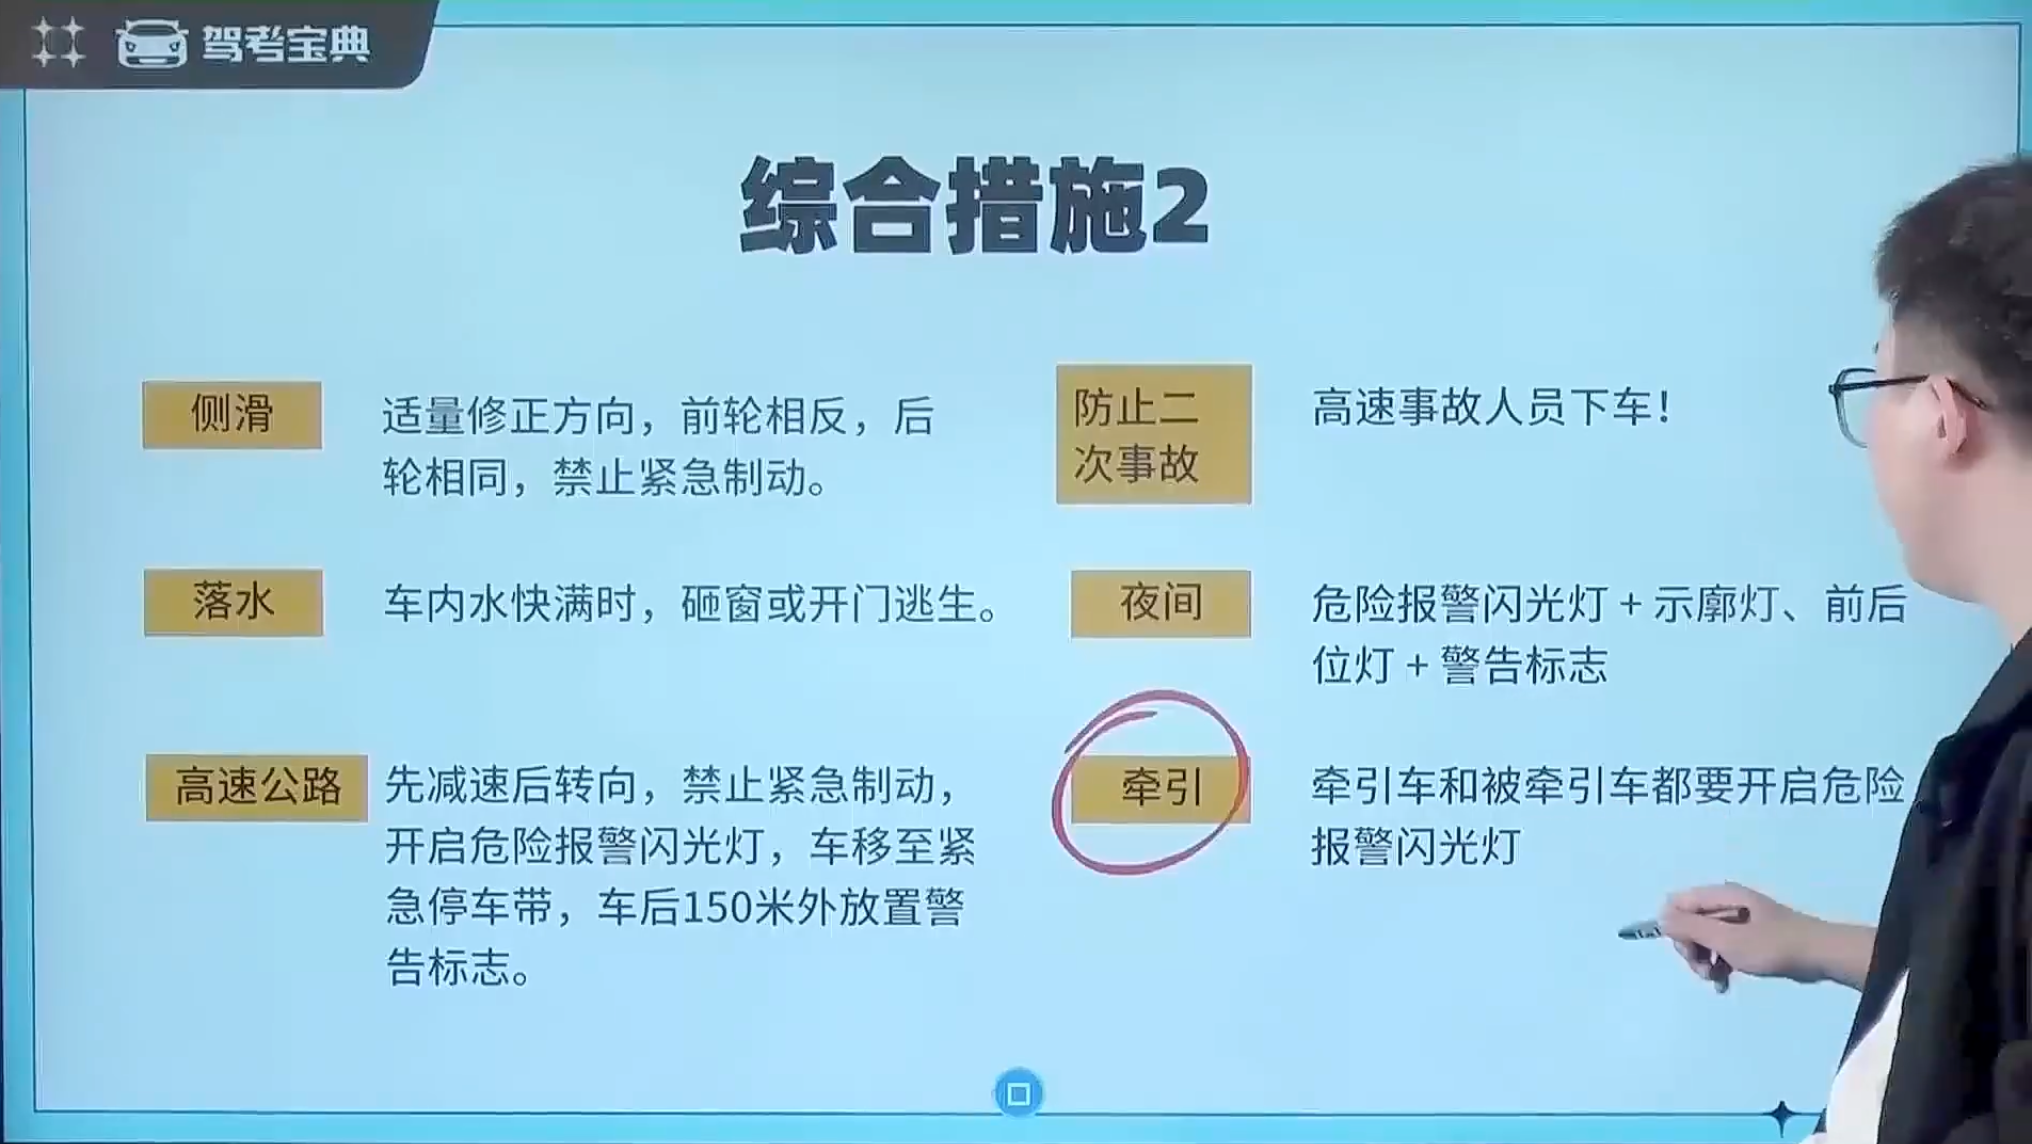 驾考宝典
综合措施2
侧滑
适量修正方向，前轮相反，后
轮相同，禁止紧急制动。
落水
车内水快满时，砸窗或开门逃生。
高速公路
先减速后转向，禁止紧急制动，
开启危险报警闪光灯，车移至紧
急停车带，车后150米外放置警
告标志。
防止二
次事故
高速事故人员下车！
夜间
危险报警闪光灯 + 示廓灯、前后
位灯 + 警告标志
牵引
牵引车和被牵引车都要开启危险
报警闪光灯